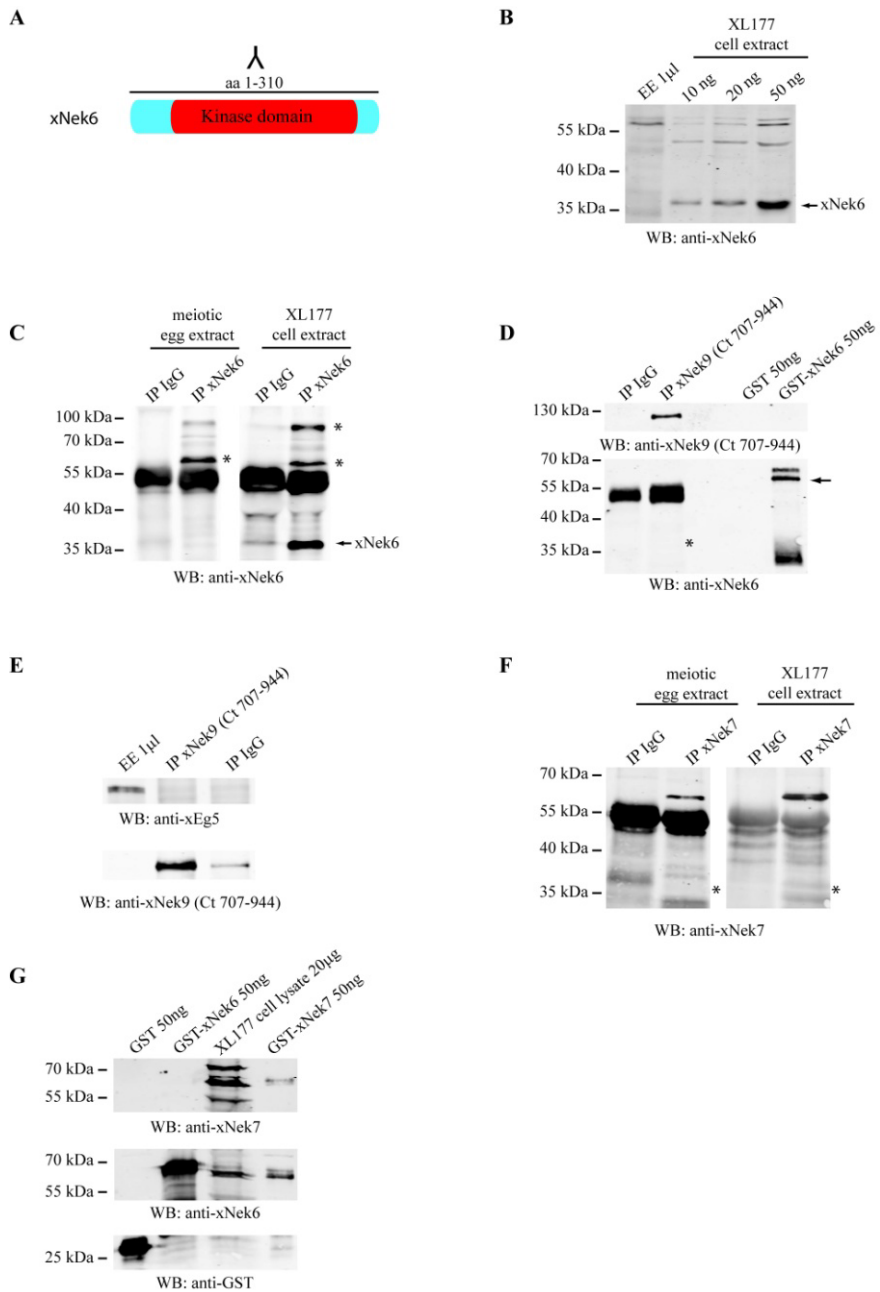 A
aa 1-310
xNek6
Kinase domain
B
XL177
cell extract
EE 1µl
10 ng
20 ng
50 ng
55 kDa
40 kDa
35 kDa
xNek6
WB: anti-xNek6
C
meiotic
egg extract
XL177
cell extract
IP IgG
IP xNek6
IP IgG
IP xNek6
100 kDa
70 kDa
55 kDa
40 kDa
35 kDa
*
*
*
xNek6
WB: anti-xNek6
D
IP IgG
IP xNek9 (Ct 707-944)
GST 50ng
GST-xNek6 50ng
130 kDa
WB: anti-xNek9 (Ct 707-944)
70 kDa
55 kDa
40 kDa
35 kDa
*
WB: anti-xNek6
E
EE 1µl
IP xNek9 (Ct 707-944)
IP IgG
WB: anti-xEg5
WB: anti-xNek9 (Ct 707-944)
F
meiotic
egg extract
XL177
cell extract
IP IgG
IP xNek7
IP IgG
IP xNek7
70 kDa
55 kDa
40 kDa
35 kDa
*
*
WB: anti-xNek7
G
GST 50ng
GST-xNek6 50ng
XL177 cell lysate 20µg
GST-xNek7 50ng
70 kDa
55 kDa
WB: anti-xNek7
70 kDa
55 kDa
WB: anti-xNek6
25 kDa
WB: anti-GST